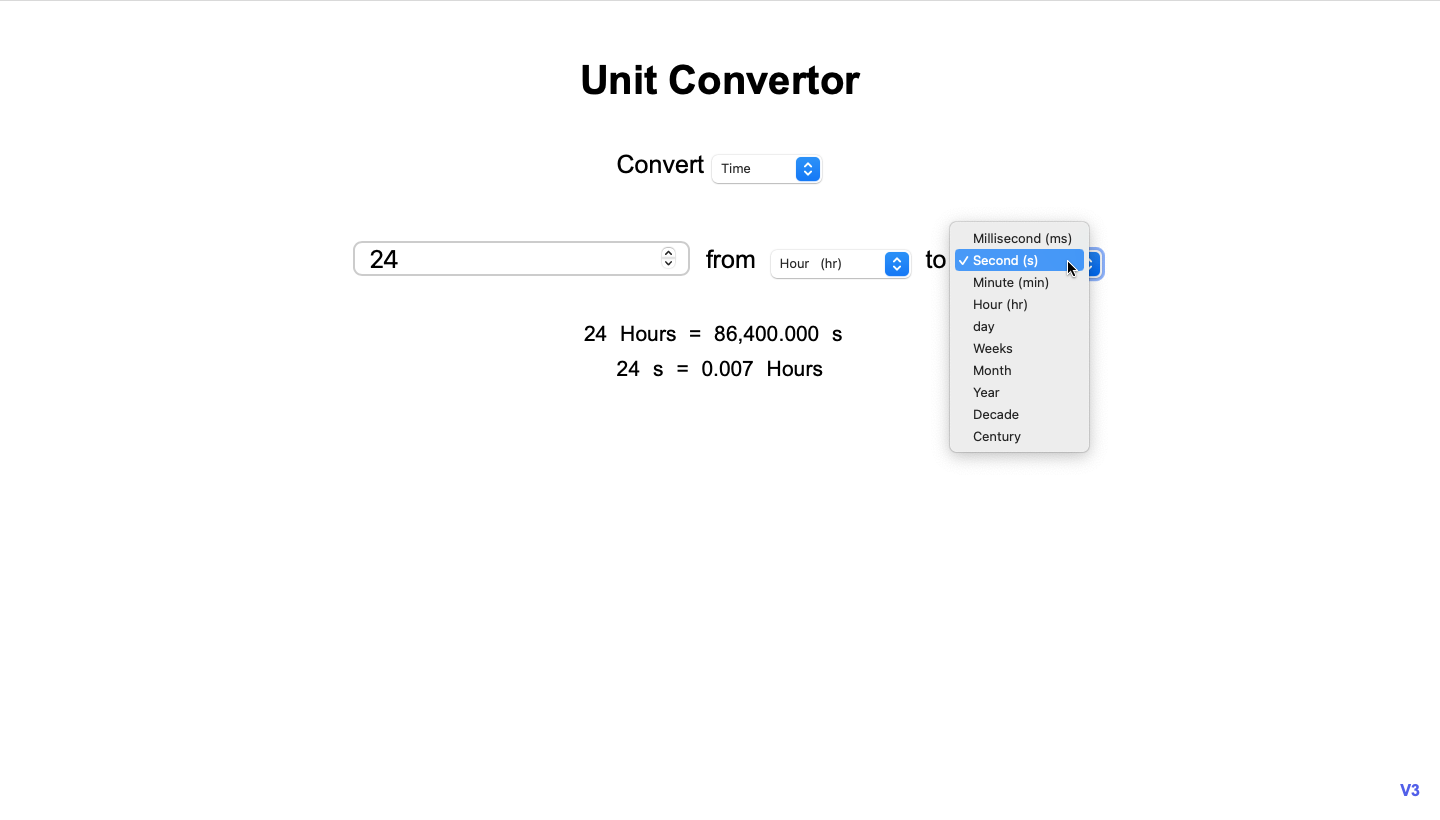 Unit Convertor
Convert Time
24 from Hour (hr) to
Millisecond (ms)
✓ Second (s)
Minute (min)
Hour (hr)
day
Weeks
Month
Year
Decade
Century
24 Hours = 86,400.000 s
24 s = 0.007 Hours
V3